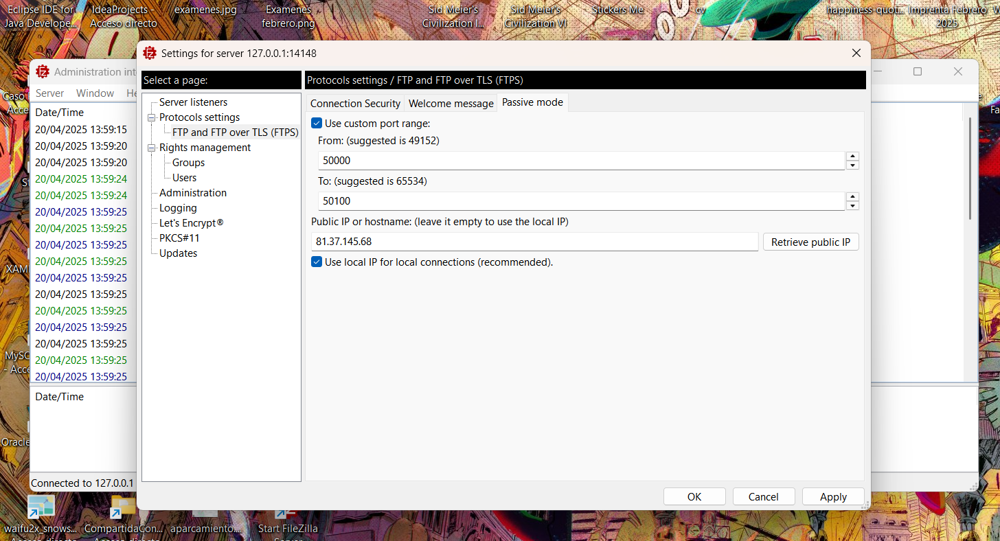 Eclipse IDE for
Java Develope...
IdeaProjects -
Acceso directo
examenes.jpg
Examenes
febrero.png
Sid Meier's
Civilization I...
Sid Meier's
Civilization VI
Stickers Me
cv
happiness-quot...
Imprenta Febrero
2025
Settings for server 127.0.0.1:14148
Administration int
Server Window He
Select a page:
Server listeners
Protocols settings
FTP and FTP over TLS (FTPS)
Rights management
Groups
Users
Administration
Logging
Let's Encrypt®
PKCS#11
Updates
Protocols settings / FTP and FTP over TLS (FTPS)
Connection Security Welcome message Passive mode
Use custom port range:
From: (suggested is 49152)
50000
To: (suggested is 65534)
50100
Public IP or hostname: (leave it empty to use the local IP)
81.37.145.68
Retrieve public IP
Use local IP for local connections (recommended).
OK Cancel Apply
Date/Time
20/04/2025 13:59:15
20/04/2025 13:59:20
20/04/2025 13:59:20
20/04/2025 13:59:24
20/04/2025 13:59:24
20/04/2025 13:59:25
20/04/2025 13:59:25
20/04/2025 13:59:25
20/04/2025 13:59:25
20/04/2025 13:59:25
20/04/2025 13:59:25
20/04/2025 13:59:25
20/04/2025 13:59:25
20/04/2025 13:59:25
20/04/2025 13:59:25
20/04/2025 13:59:25
Date/Time
Connected to 127.0.0.1
Caso
Acce
XAM
MySC
- Acce
Oracle
waifu2x_snows...
Acceso directo
CompartidaCon...
Acceso directo
aparcamiento....
Start FileZilla
Server